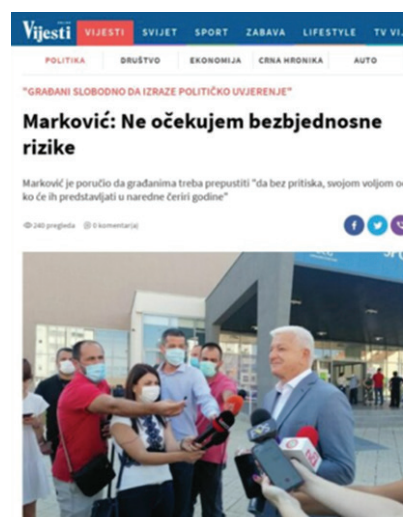 Vijesti VIJESTI SVIJET SPORT ZABAVA LIFESTYLE TV VIJ
POLITIKA DRUŠTVO EKONOMIJA CRNA HRONIKA AUTO
"GRAĐANI SLOBODNO DA IZRAZE POLITIČKO UVJERENJE"
Marković: Ne očekujem bezbjednosne
rizike
Marković je poručio da građanima treba prepustiti "da bez pritiska, svojom voljom o
ko će ih predstavljati u naredne čeriri godine"
240 pregleda 0 komentar(a)